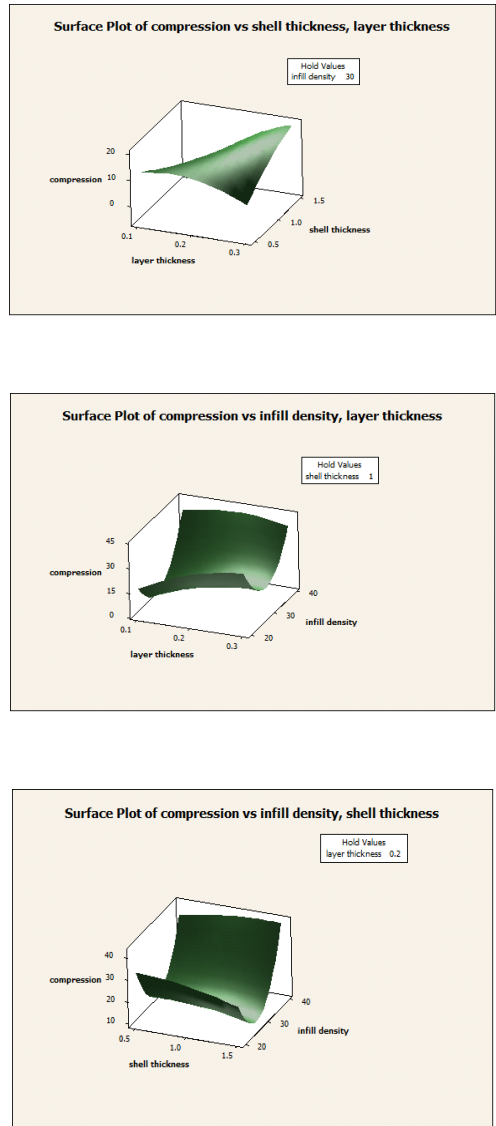 Surface Plot of compression vs shell thickness, layer thickness
Hold Values
infill density 30
20
compression 10
0
0.1
0.2
0.3
layer thickness
0.5
1.0
1.5
shell thickness
Surface Plot of compression vs infill density, layer thickness
Hold Values
shell thickness 1
45
compression 30
15
0
0.1
0.2
0.3
layer thickness
20
30
40
infill density
Surface Plot of compression vs infill density, shell thickness
Hold Values
layer thickness 0.2
40
compression 30
20
10
0.5
1.0
1.5
shell thickness
20
30
40
infill density